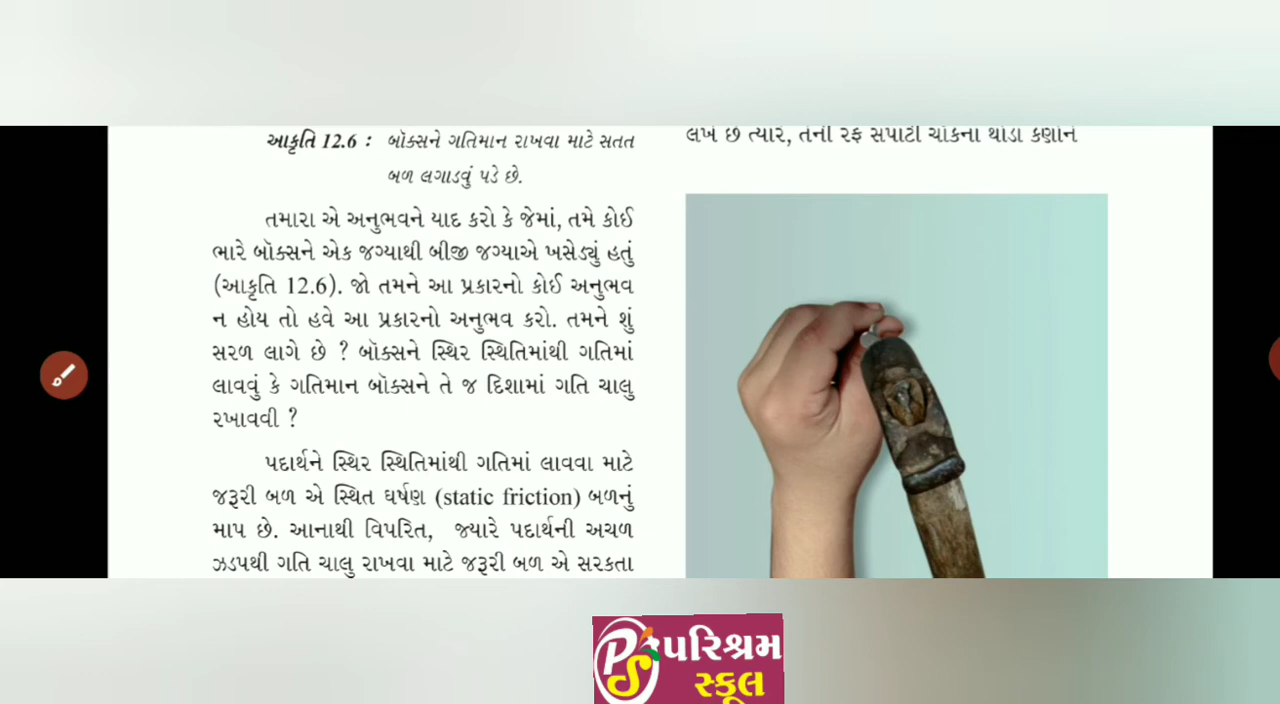 આકૃતિ 12.6 : બૉક્સને ગતિમાન રાખવા માટે સતત
બળ લગાડવું પડે છે.
તમારા એ અનુભવને યાદ કરો કે જેમાં, તમે કોઈ
ભારે બૉક્સને એક જગ્યાથી બીજી જગ્યાએ ખસેડ્યું હતું
(આકૃતિ 12.6). જો તમને આ પ્રકારનો કોઈ અનુભવ
ન હોય તો હવે આ પ્રકારનો અનુભવ કરો. તમને શું
સરળ લાગે છે ? બૉક્સને સ્થિર સ્થિતિમાંથી ગતિમાં
લાવવું કે ગતિમાન બૉક્સને તે જ દિશામાં ગતિ ચાલુ
રખાવવી ?
પદાર્થને સ્થિર સ્થિતિમાંથી ગતિમાં લાવવા માટે
જરૂરી બળ એ સ્થિત ઘર્ષણ (static friction) બળનું
માપ છે. આનાથી વિપરિત, જ્યારે પદાર્થની અચળ
ઝડપથી ગતિ ચાલુ રાખવા માટે જરૂરી બળ એ સરકતા
લખે છે ત્યારે, તેની રફ સપાટી ચૉકના થોડા કણોને
PS પરિશ્રમ
સ્કૂલ